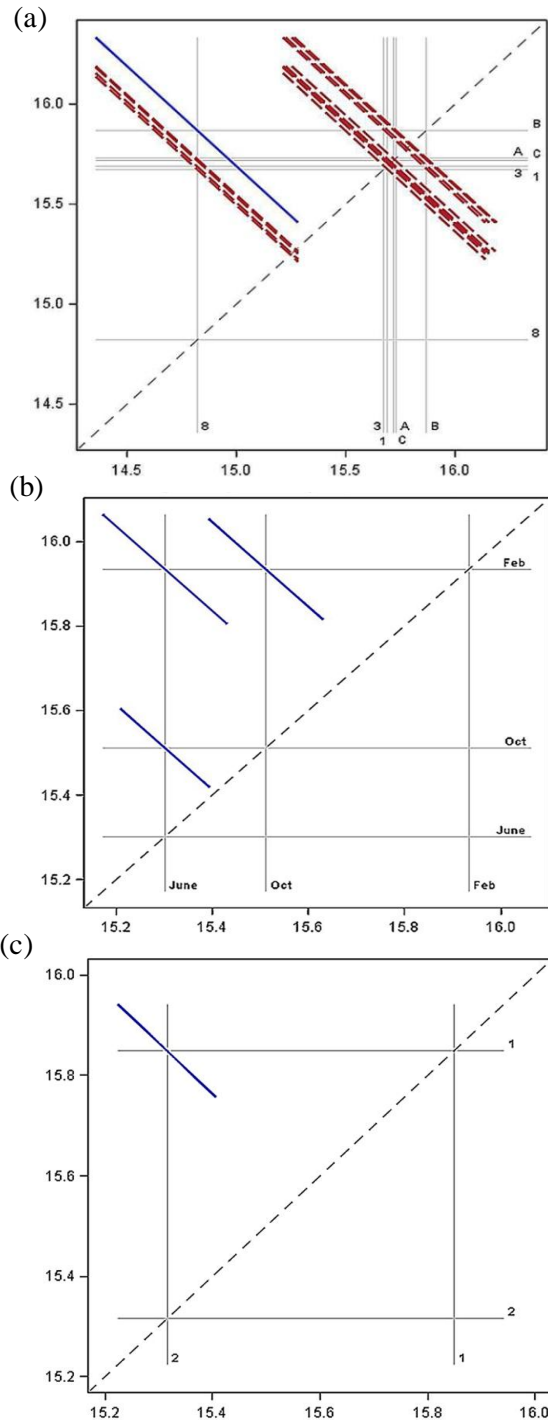 (a)
16.0
B
A C
3 1
15.5
15.0
8
14.5
8 3 A B
1 C
14.5 15.0 15.5 16.0
(b)
16.0
Feb
15.8
15.6
Oct
15.4
June
15.2
June Oct Feb
15.2 15.4 15.6 15.8 16.0
(c)
16.0
1
15.8
15.6
15.4
2
15.2
2 1
15.2 15.4 15.6 15.8 16.0